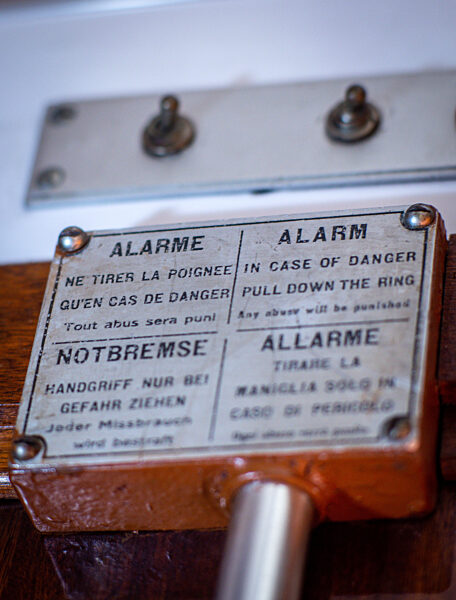 ALARME
NE TIRER LA POIGNEE
QU'EN CAS DE DANGER
Tout abus sera puni
ALARM
IN CASE OF DANGER
PULL DOWN THE RING
Any abuse will be punished
NOTBREMSE
HANDGRIFF NUR BEI
GEFAHR ZIEHEN
Jeder Missbrauch
wird bestraft
ALLARME
TIRARE LA
MANIGLIA SOLO IN
CASO DI PERICOLO